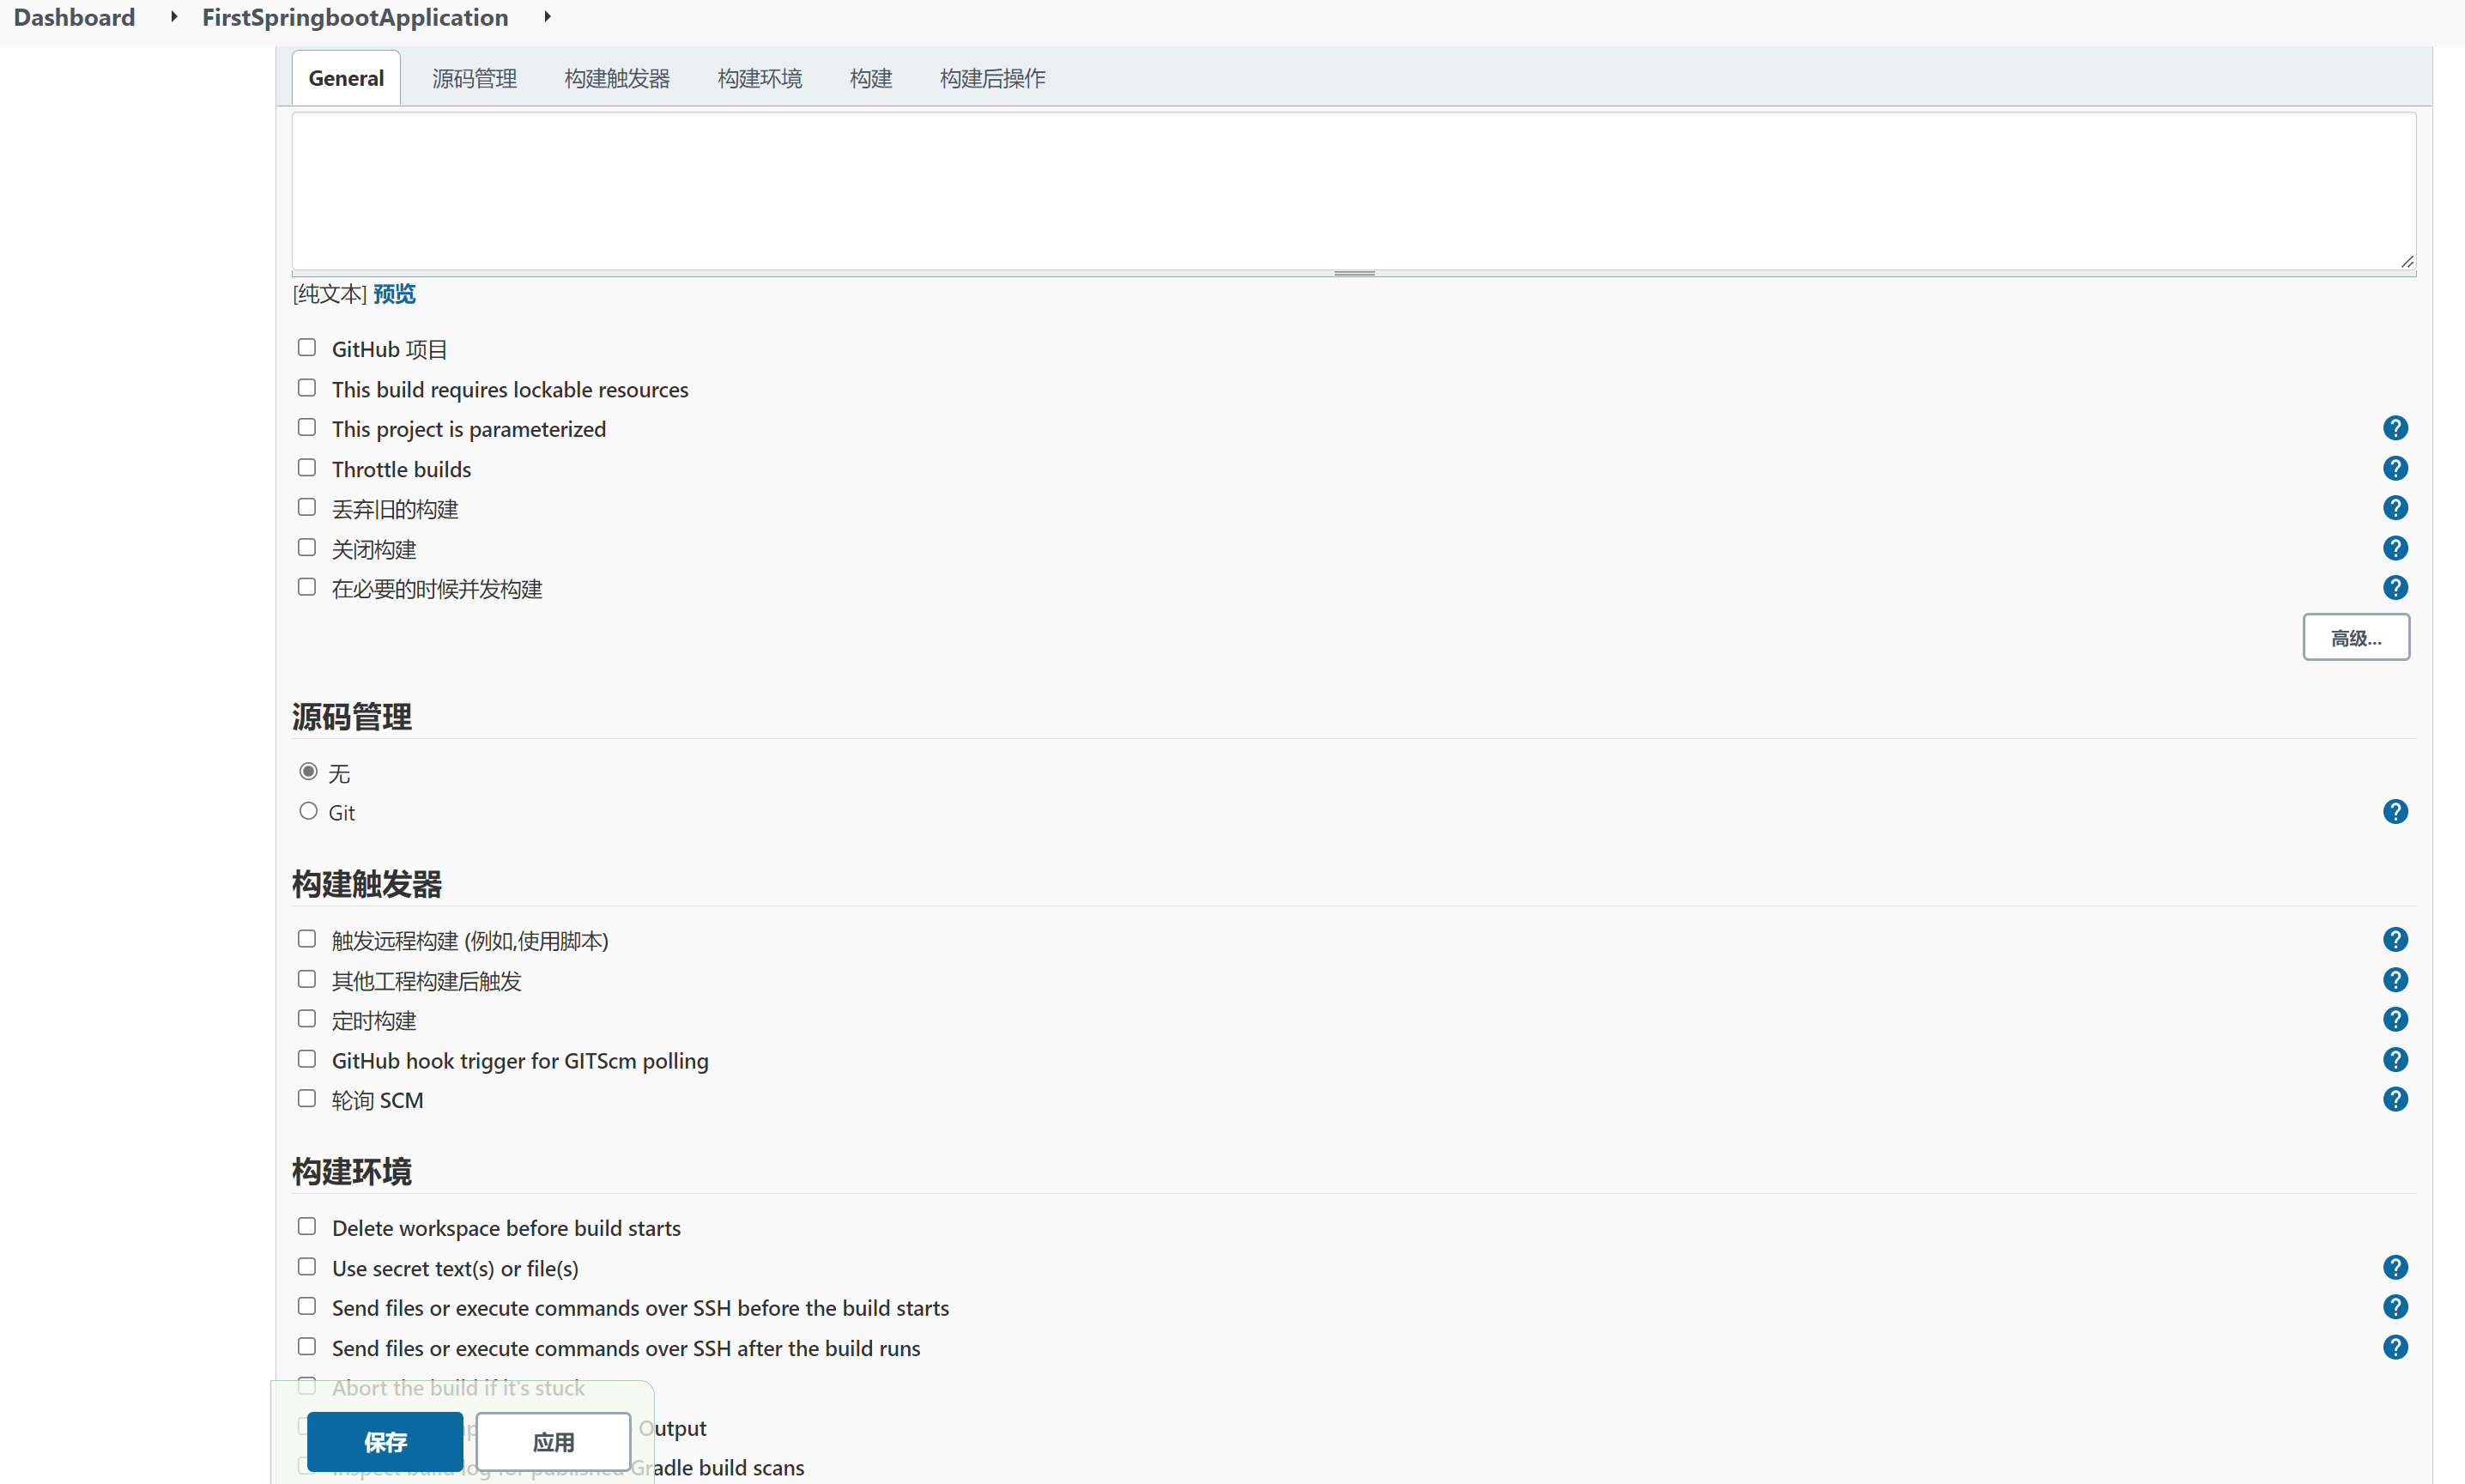 Dashboard FirstSpringbootApplication
General 源码管理 构建触发器 构建环境 构建 构建后操作
[纯文本] 预览
GitHub 项目
This build requires lockable resources
This project is parameterized ?
Throttle builds ?
丢弃旧的构建 ?
关闭构建 ?
在必要的时候并发构建 ?
高级...
源码管理
无
Git ?
构建触发器
触发远程构建 (例如,使用脚本) ?
其他工程构建后触发 ?
定时构建 ?
GitHub hook trigger for GITScm polling ?
轮询 SCM ?
构建环境
Delete workspace before build starts
Use secret text(s) or file(s) ?
Send files or execute commands over SSH before the build starts ?
Send files or execute commands over SSH after the build runs ?
Abort the build if it's stuck
Output
保存 应用
Inspect build log for published Gradle build scans